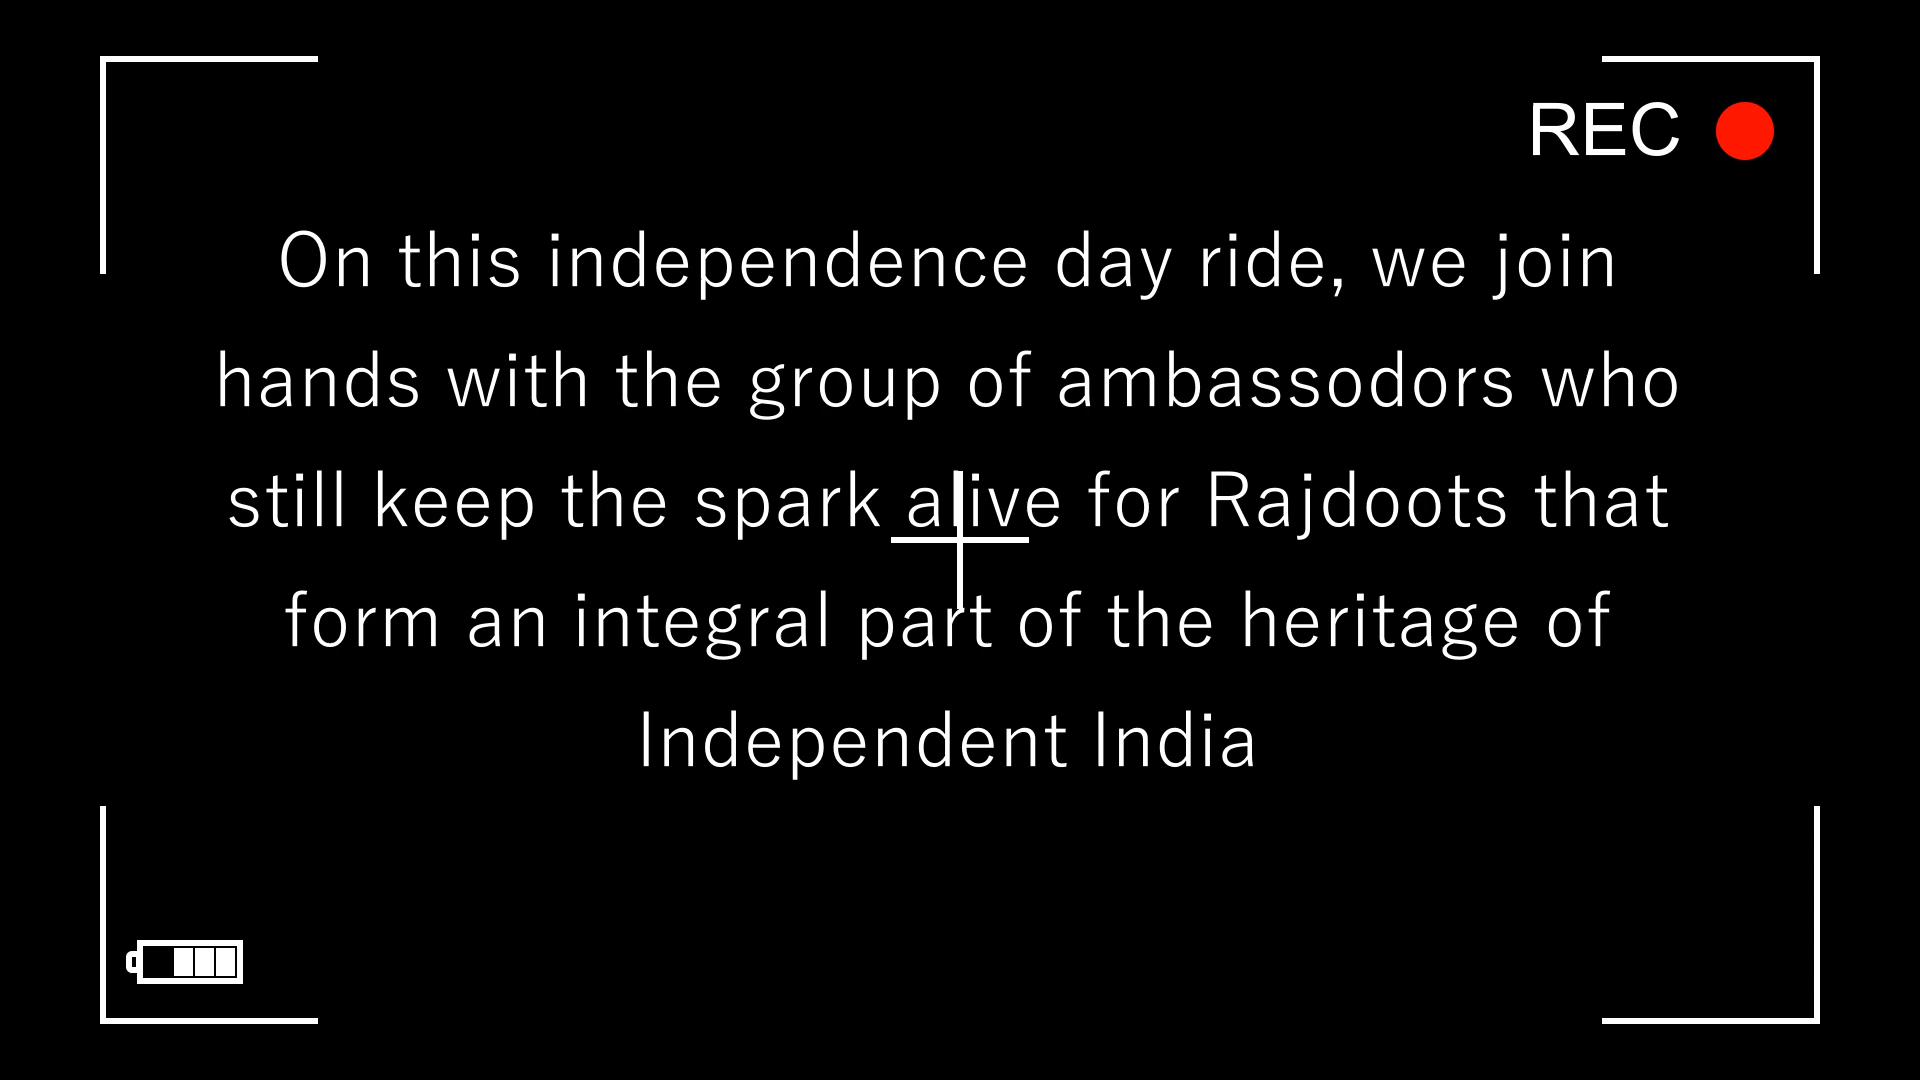 REC
On this independence day ride, we join
hands with the group of ambassodors who
still keep the spark alive for Rajdoots that
form an integral part of the heritage of
Independent India